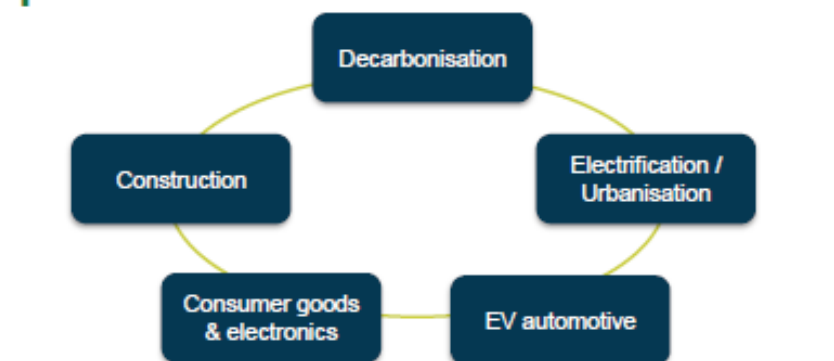 Decarbonisation
Construction
Electrification /
Urbanisation
Consumer goods
& electronics
EV automotive